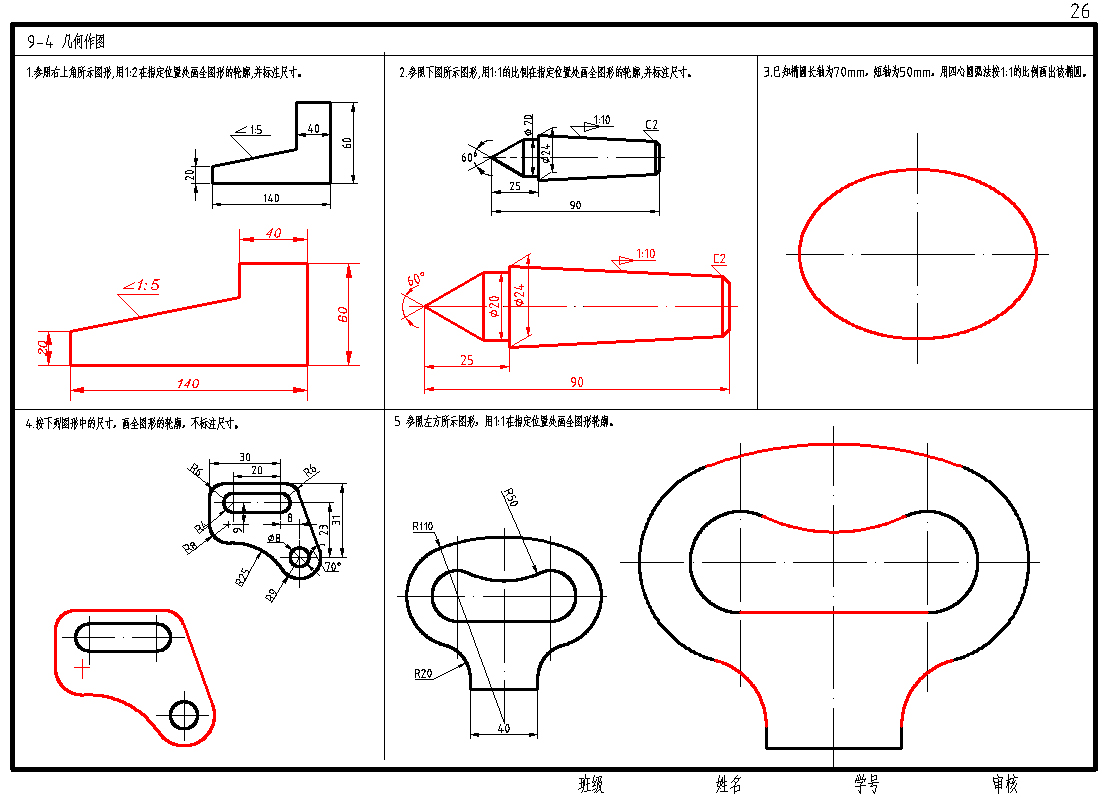 26
9-4 几何作图
1.参照右上角所示图形,用1:2在指定位置处画全图形的轮廓,并标注尺寸。
∠1:5
40
60
20
140
40
∠1:5
60
20
140
2.参照下图所示图形,用1:1的比例在指定位置处画全图形的轮廓,并标注尺寸。
60°
φ20
φ24
1:10
C2
25
90
60°
φ20
φ24
1:10
C2
25
90
3.已知椭圆长轴为70mm，短轴为50mm，用四心圆弧法按1:1的比例画出该椭圆。
4.按下列图形中的尺寸，画全图形的轮廓，不标注尺寸。
30
20
R6
R6
R4
R8
9
8
23
31
φ8
R25
R9
70°
5 参照左方所示图形，用1:1在指定位置处画全图形轮廓。
R50
R110
R20
40
班级 姓名 学号 审核